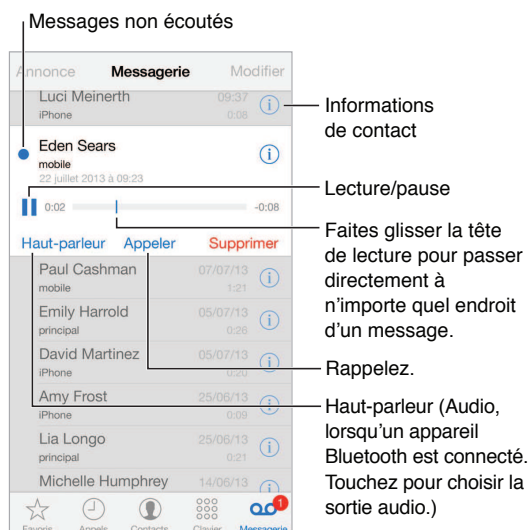 Messages non écoutés
Annonce Messagerie Modifier
Luci Meinerth 09:37
iPhone 0:08
Informations
de contact
Eden Sears
mobile
22 juillet 2013 à 09:23
Lecture/pause
0:02 -0:08
Faites glisser la tête
de lecture pour passer
directement à
n'importe quel endroit
d'un message.
Haut-parleur Appeler Supprimer
Paul Cashman 07/07/13
mobile 1:21
Emily Harrold 05/07/13
principal 0:26
David Martinez 05/07/13
iPhone 0:20
Rappelez.
Amy Frost 25/06/13
iPhone 0:09
Haut-parleur (Audio,
lorsqu'un appareil
Bluetooth est connecté.
Touchez pour choisir la
sortie audio.)
Lia Longo 25/06/13
principal 0:21
Michelle Humphrey 14/06/13
1
Favoris Appels Contacts Clavier Messagerie